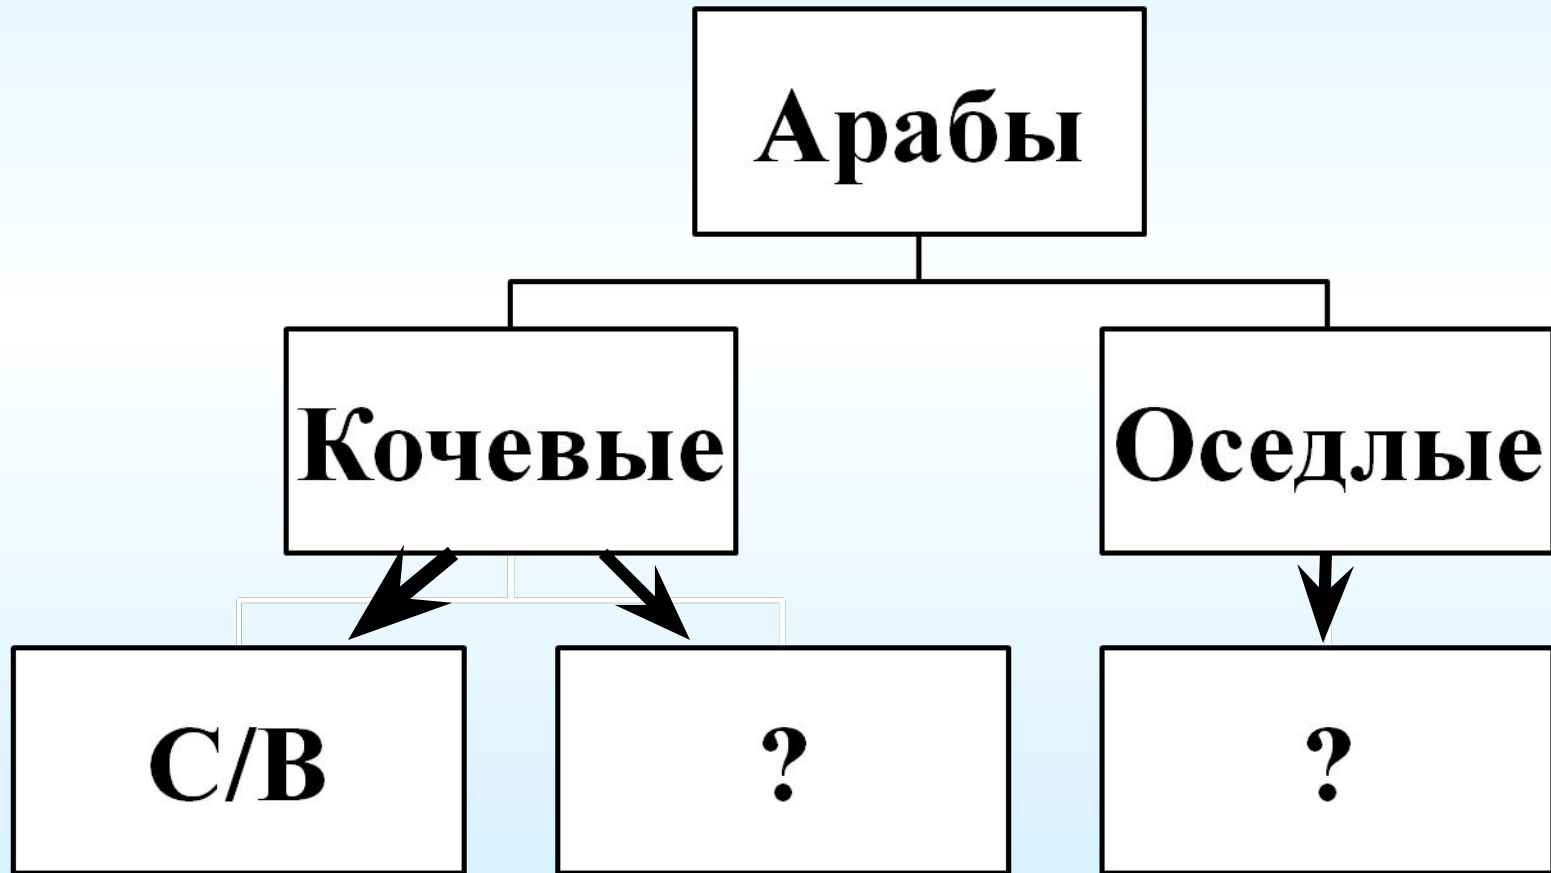 Арабы
Кочевые
Оседлые
С/В
?
?